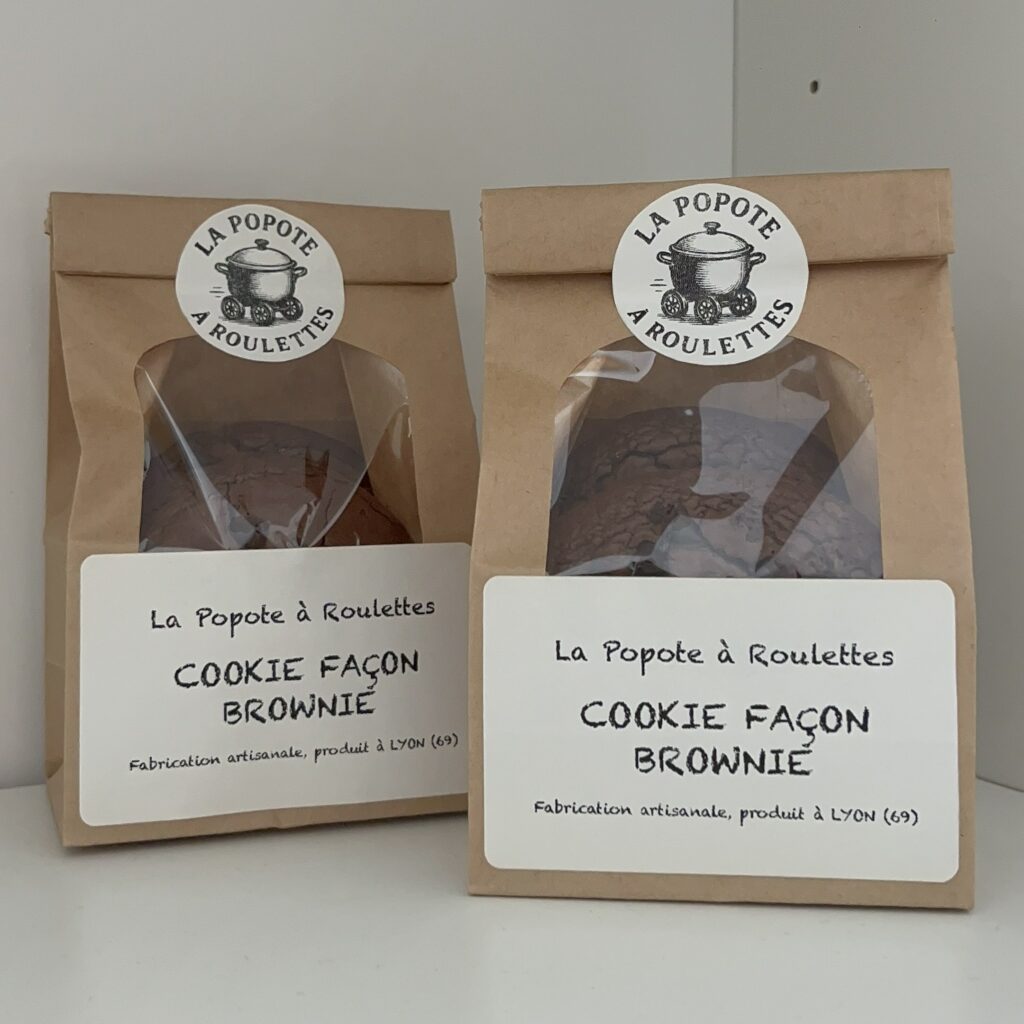 LA POPOTE
A ROULETTES
La Popote à Roulettes
COOKIE FAÇON
BROWNIE
Fabrication artisanale, produit à LYON (69)
LA POPOTE
A ROULETTES
La Popote à Roulettes
COOKIE FAÇON
BROWNIE
Fabrication artisanale, produit à LYON (69)